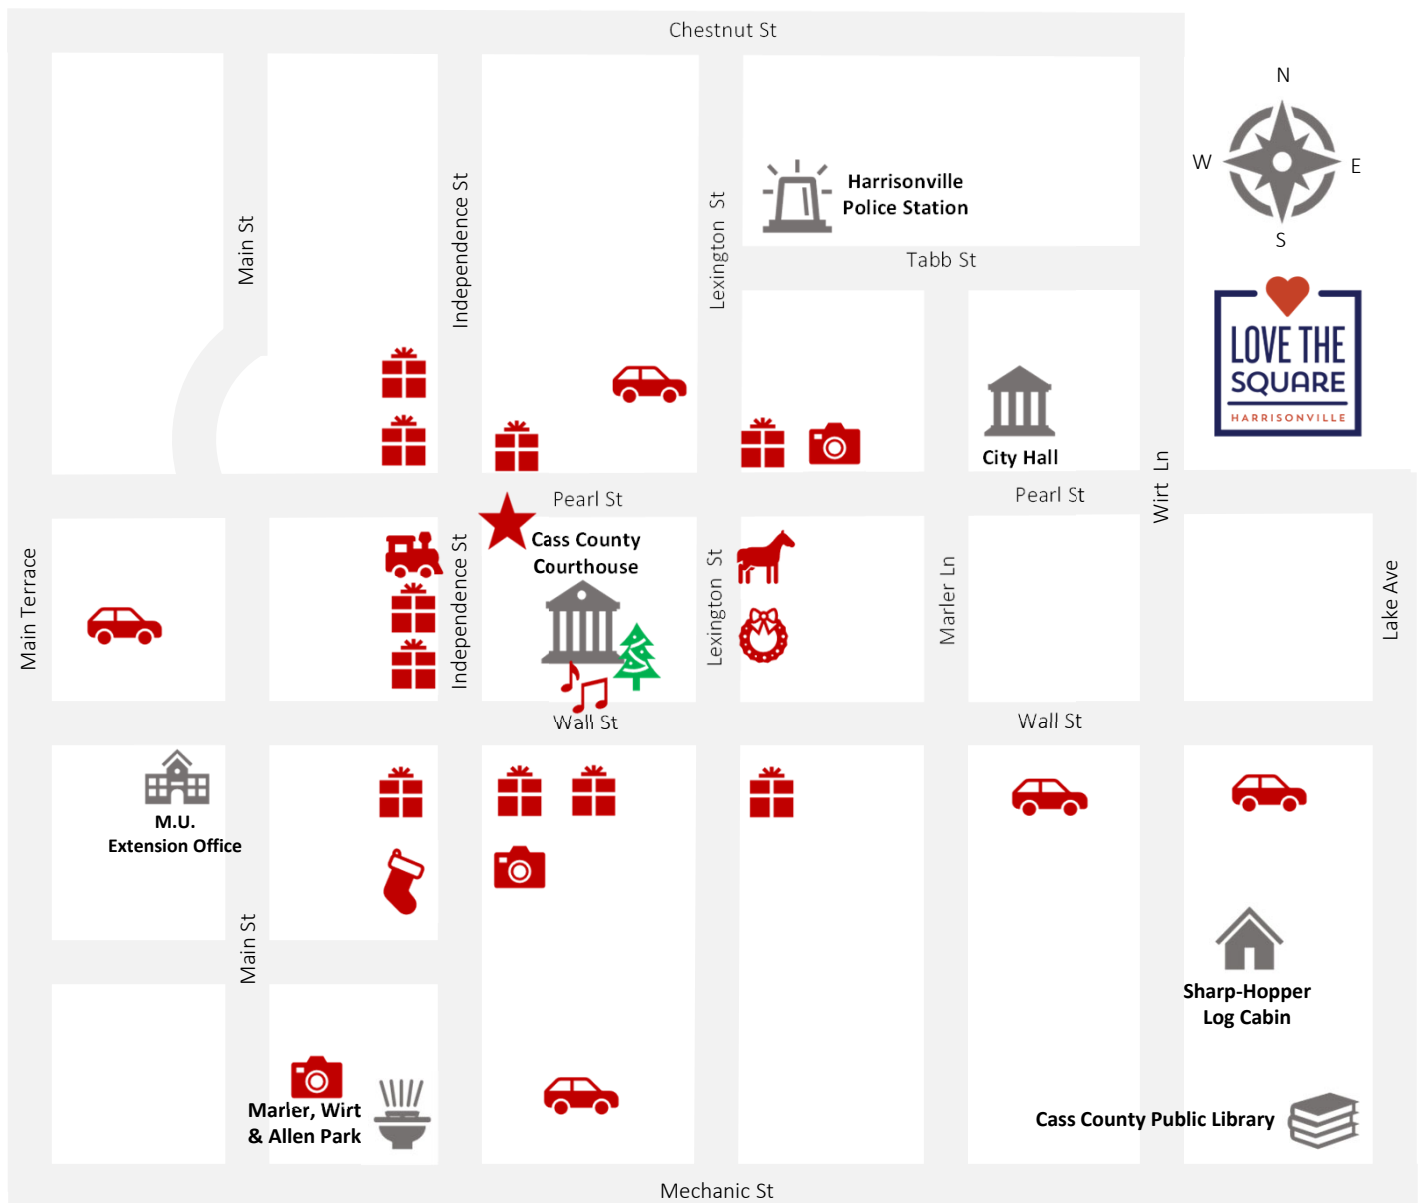 Chestnut St
N
W
E
S
Harrisonville
Police Station
Main St
Independence St
Lexington St
Tabb St
LOVE THE
SQUARE
HARRISONVILLE
City Hall
Pearl St
Pearl St
Wirt Ln
Cass County
Courthouse
Main Terrace
Independence St
Lexington St
Marler Ln
Lake Ave
Wall St
Wall St
M.U.
Extension Office
Main St
Sharp-Hopper
Log Cabin
Marler, Wirt
& Allen Park
Cass County Public Library
Mechanic St